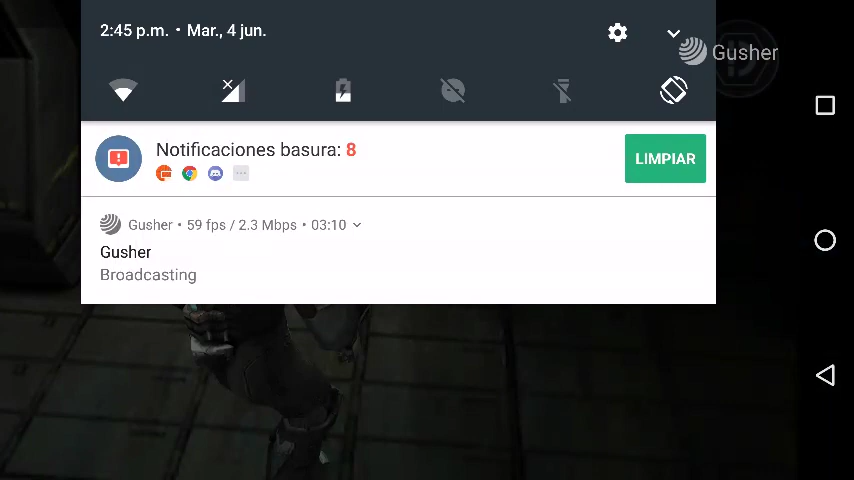 2:45 p.m. • Mar., 4 jun.
Gusher
Notificaciones basura: 8
LIMPIAR
Gusher • 59 fps / 2.3 Mbps • 03:10
Gusher
Broadcasting